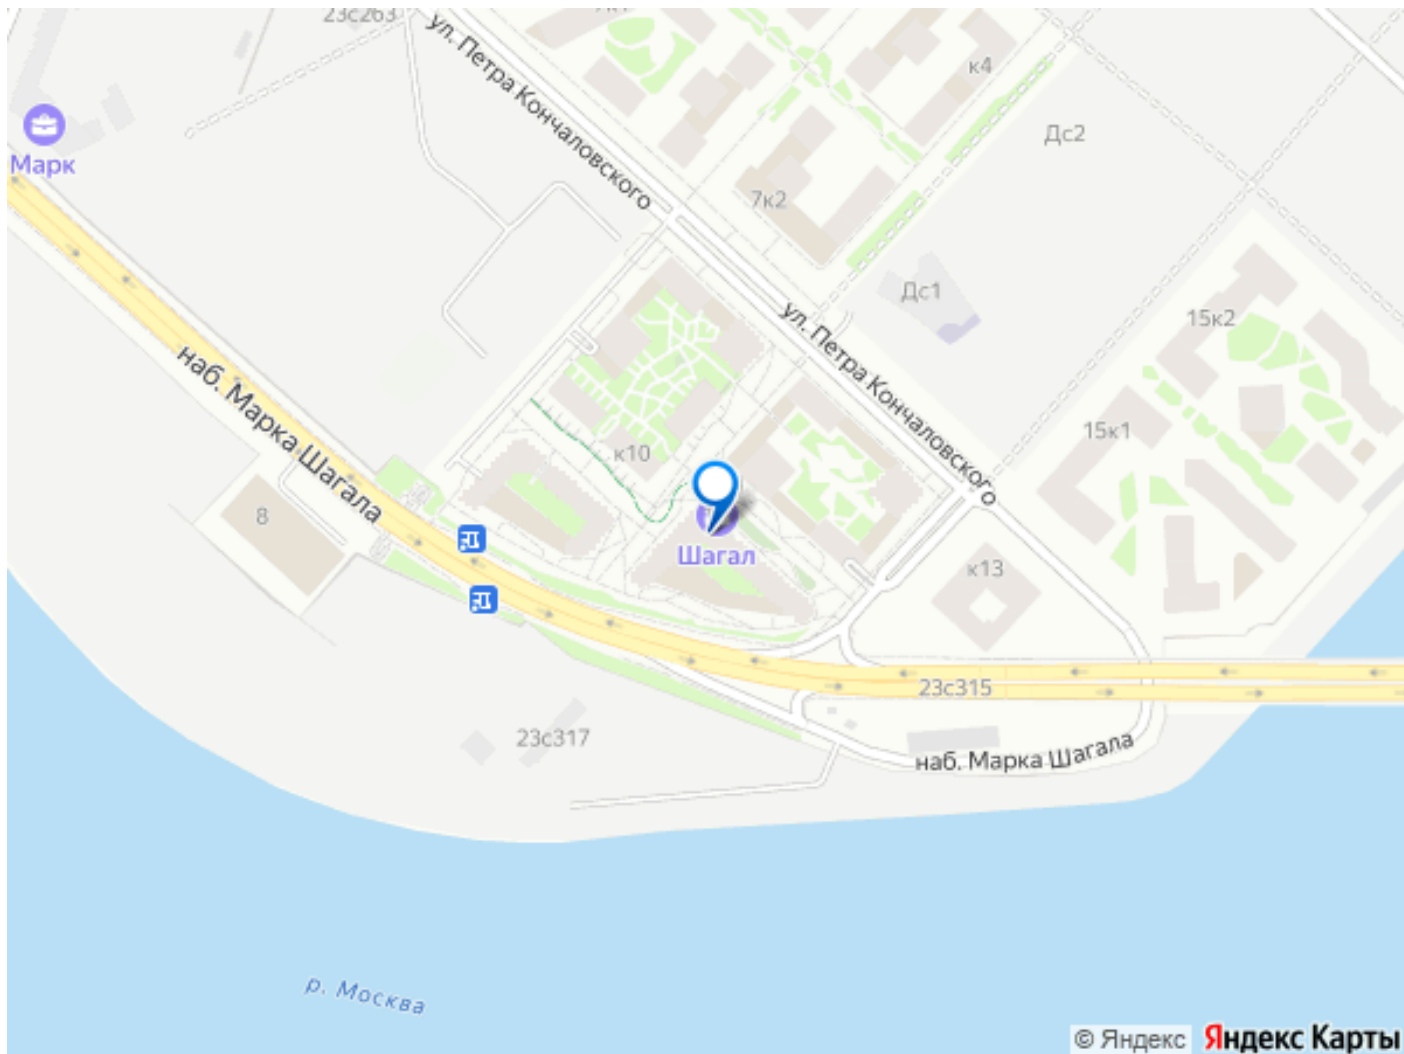 23с263
ул. Петра Кончаловского
к4
Дс2
Марк
7к2
Дс1
ул. Петра Кончаловского
15к2
наб. Марка Шагала
15к1
к10
8
Шагал
к13
23с315
23с317
наб. Марка Шагала
р. Москва
© Яндекс Яндекс Карты